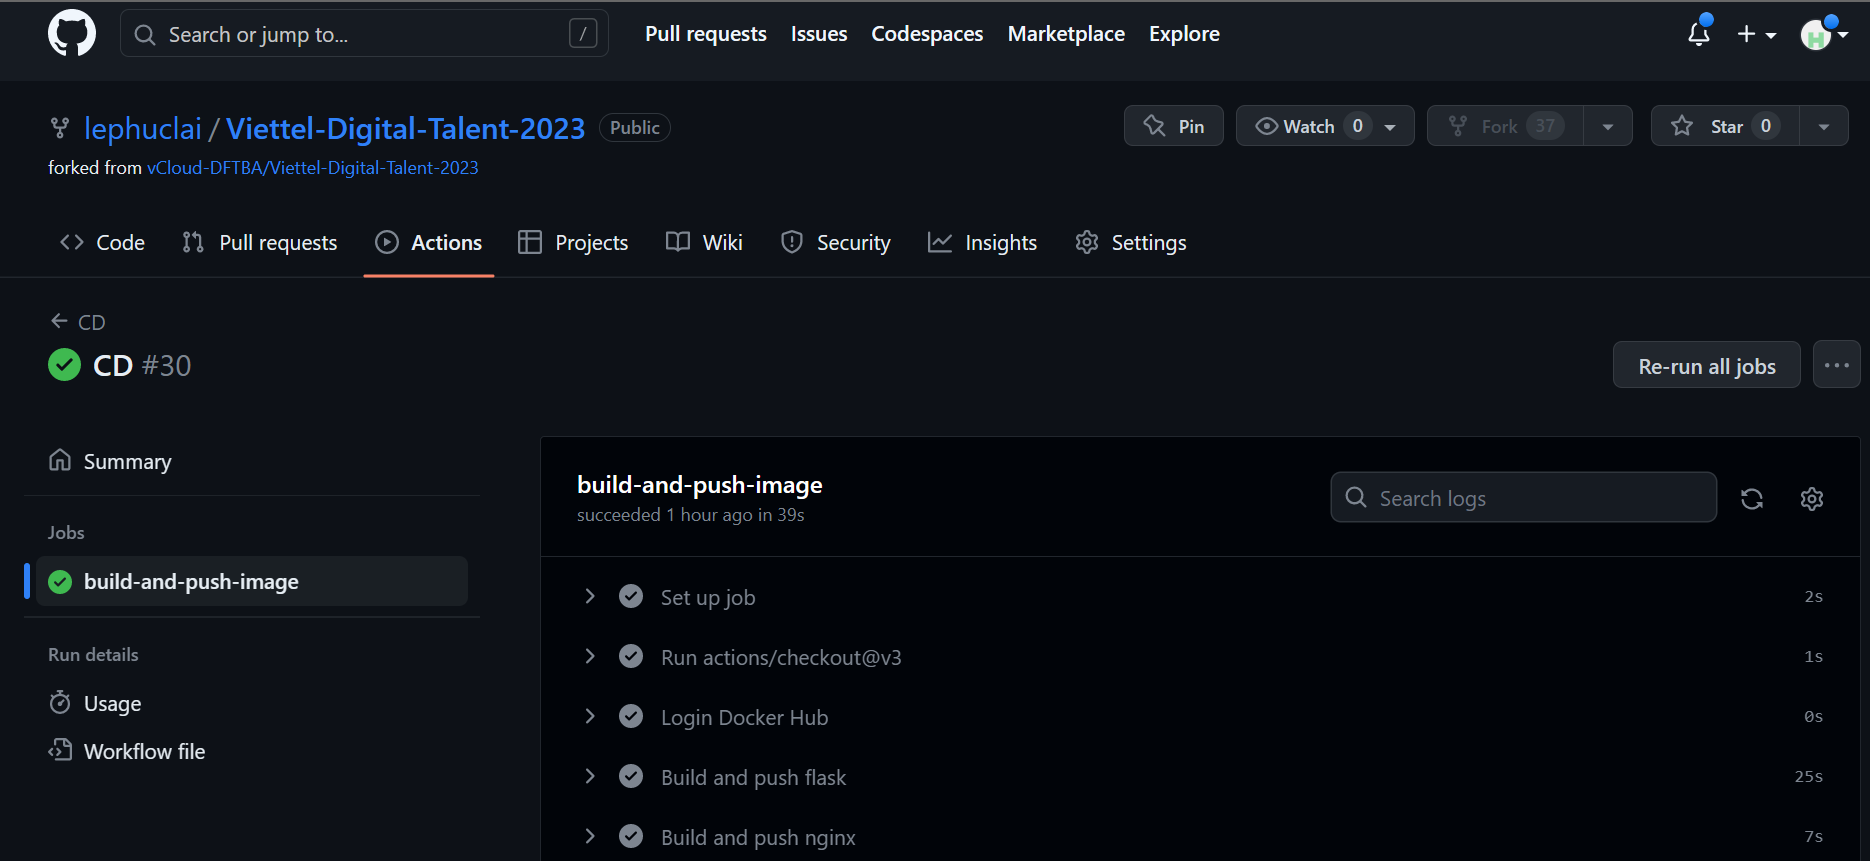 Search or jump to... / Pull requests Issues Codespaces Marketplace Explore
lephuclai / Viettel-Digital-Talent-2023 Public Pin Watch 0 Fork 37 Star 0
forked from vCloud-DFTBA/Viettel-Digital-Talent-2023
Code Pull requests Actions Projects Wiki Security Insights Settings
CD
CD #30 Re-run all jobs
Summary
Jobs
build-and-push-image
Run details
Usage
Workflow file
build-and-push-image
succeeded 1 hour ago in 39s
Search logs
Set up job 2s
Run actions/checkout@v3 1s
Login Docker Hub 0s
Build and push flask 25s
Build and push nginx 7s